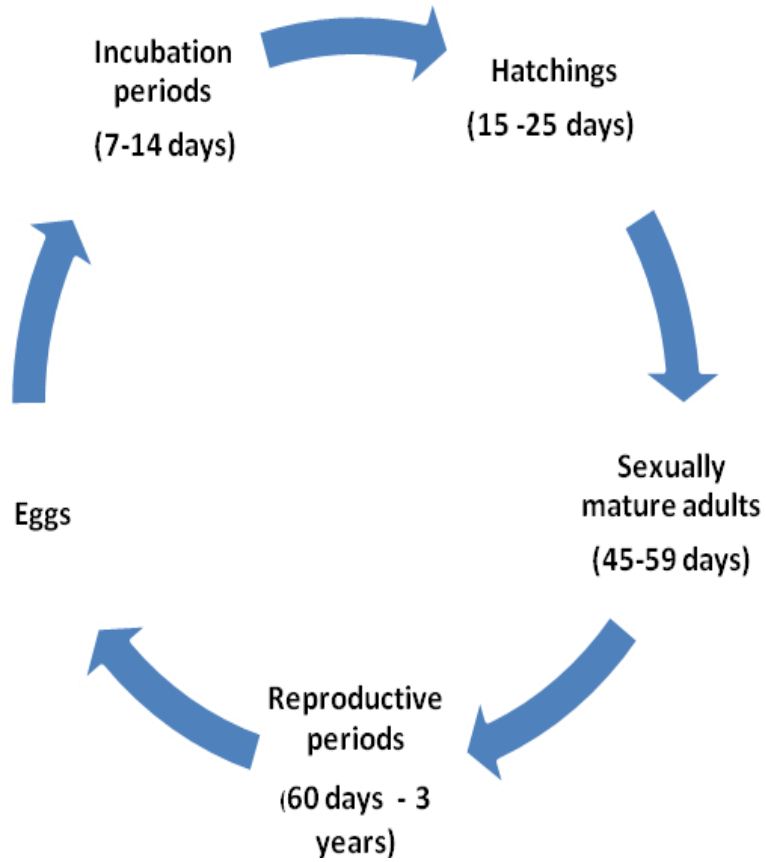 Incubation
periods
(7-14 days)
Hatchings
(15 -25 days)
Sexually
mature adults
(45-59 days)
Reproductive
periods
(60 days - 3
years)
Eggs